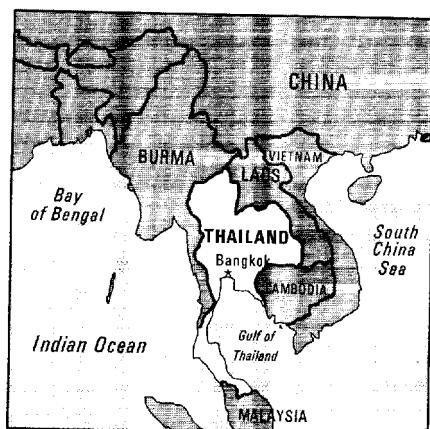 CHINA
BURMA
VIETNAM
LAOS
Bay
of Bengal
THAILAND
Bangkok
South
China
Sea
CAMBODIA
Gulf of
Thailand
Indian Ocean
MALAYSIA